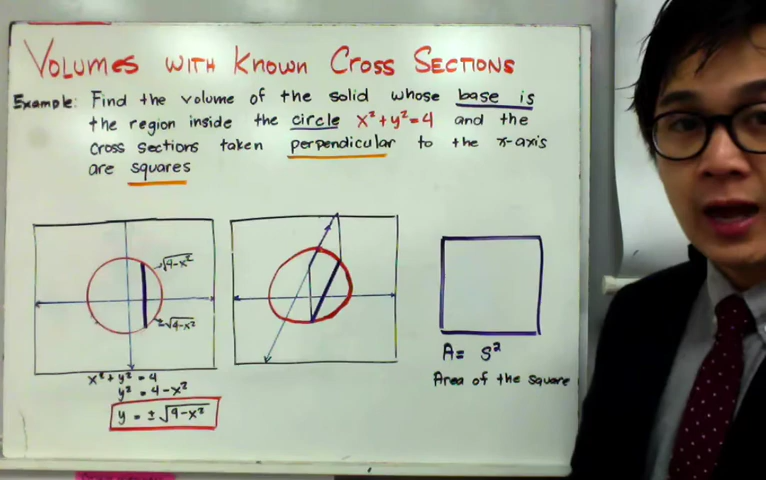 VOLUMES WITH KNOWN CROSS SECTIONS
Example: Find the volume of the solid whose base is
the region inside the circle x²+y²=4 and the
cross sections taken perpendicular to the x-axis
are squares
√4-x²
-√4-x²
x²+y²=4
y²=4-x²
y = ±√4-x²
A= S²
Area of the square